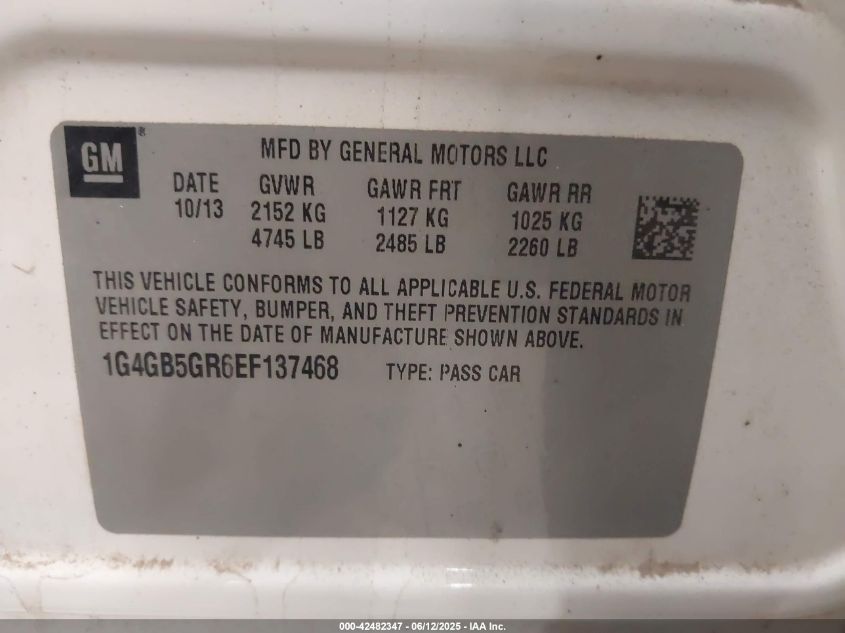 GM®
MFD BY GENERAL MOTORS LLC
DATE GVWR GAWR FRT GAWR RR
10/13 2152 KG 1127 KG 1025 KG
4745 LB 2485 LB 2260 LB
THIS VEHICLE CONFORMS TO ALL APPLICABLE U.S. FEDERAL MOTOR
VEHICLE SAFETY, BUMPER, AND THEFT PREVENTION STANDARDS IN
EFFECT ON THE DATE OF MANUFACTURE SHOWN ABOVE.
1G4GB5GR6EF137468 TYPE: PASS CAR
000-42482347 - 06/12/2025 - IAA Inc.